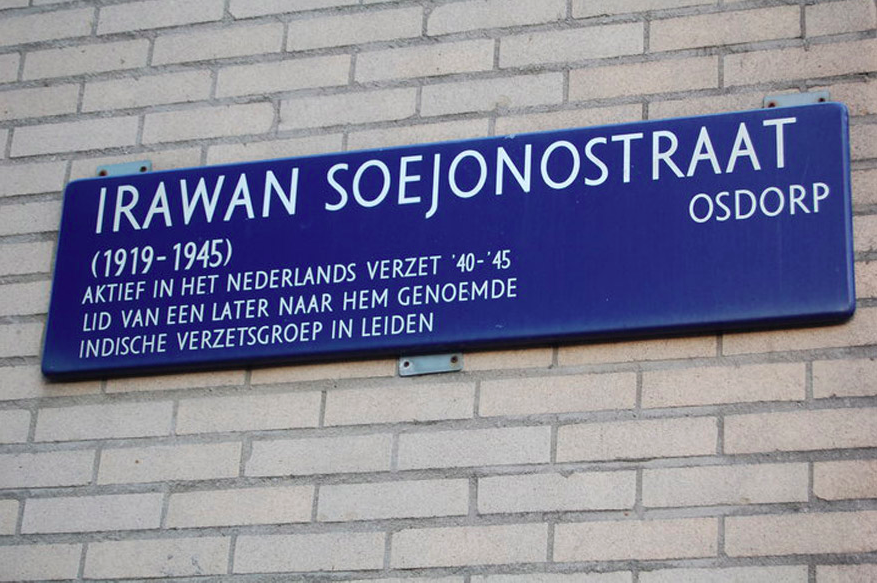 IRAWAN SOEJONOSTRAAT
OSDORP
(1919-1945)
AKTIEF IN HET NEDERLANDS VERZET '40-'45
LID VAN EEN LATER NAAR HEM GENOEMDE
INDISCHE VERZETSGROEP IN LEIDEN